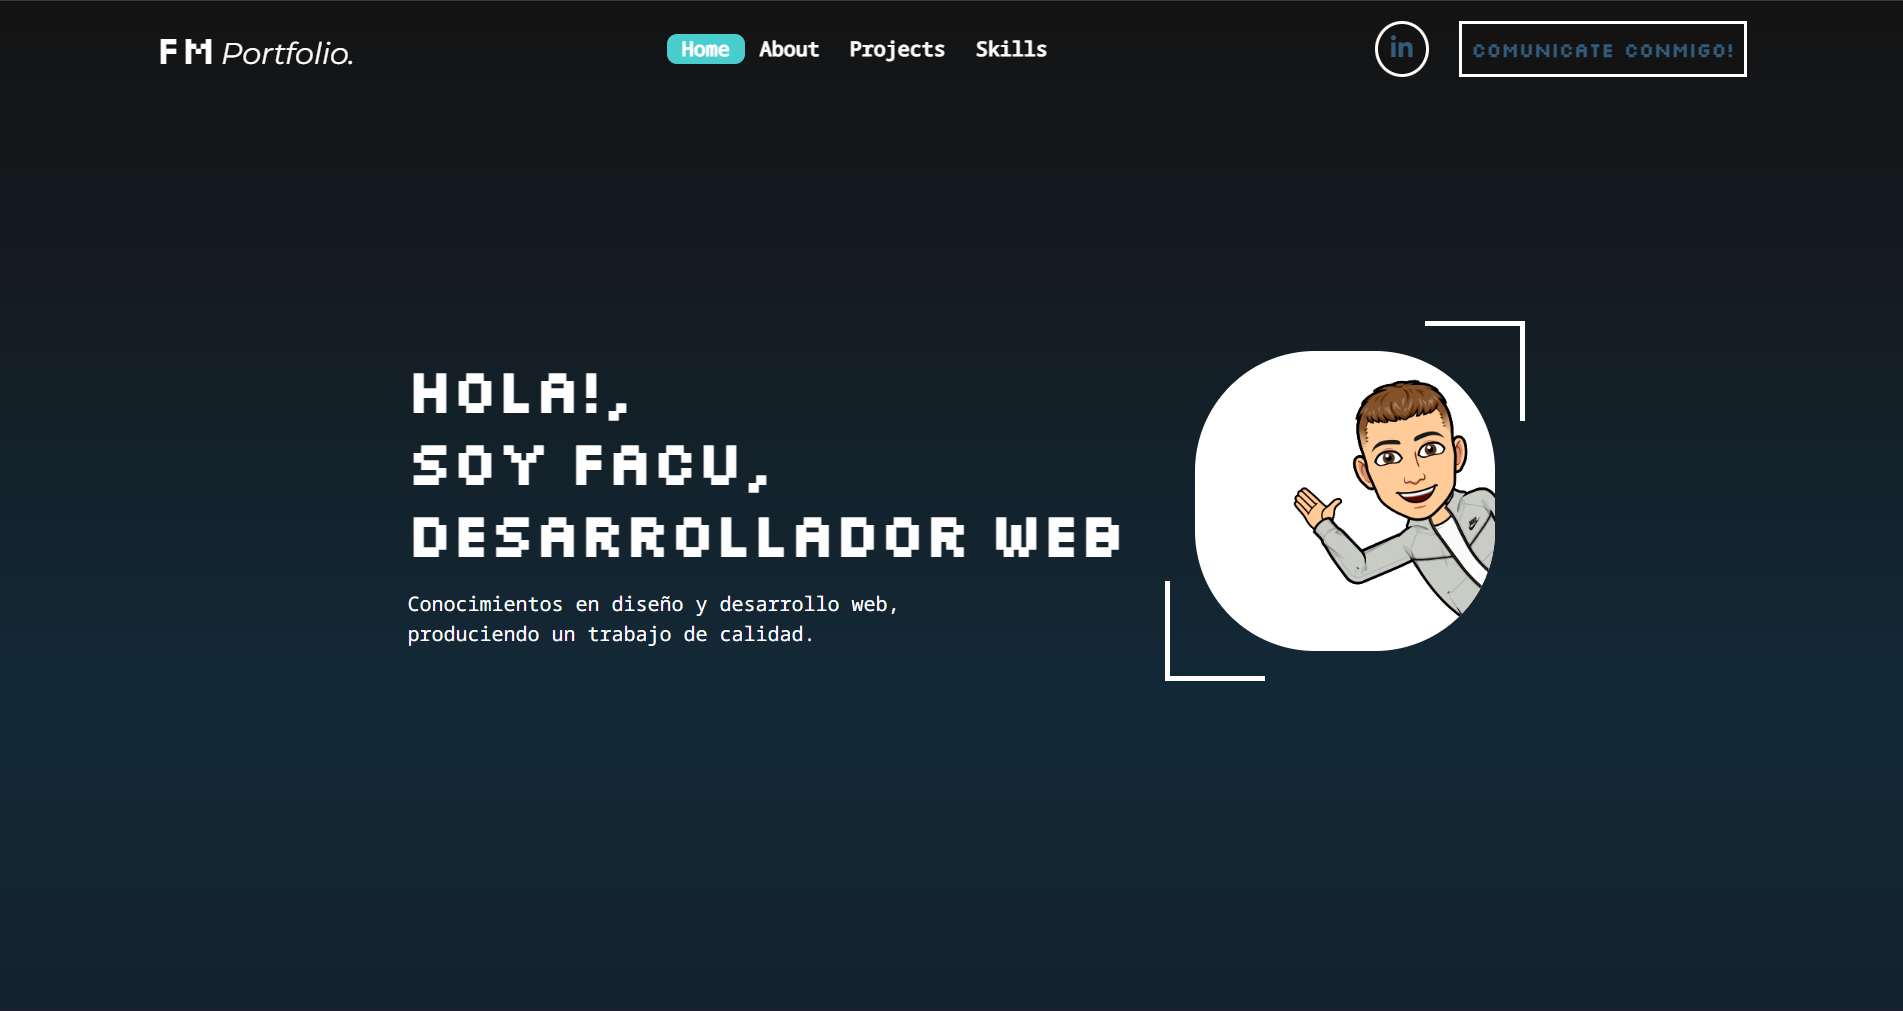 FM Portfolio.
Home About Projects Skills
in
COMUNICATE CONMIGO!
HOLA!,
SOY FACU,
DESARROLLADOR WEB
Conocimientos en diseño y desarrollo web,
produciendo un trabajo de calidad.